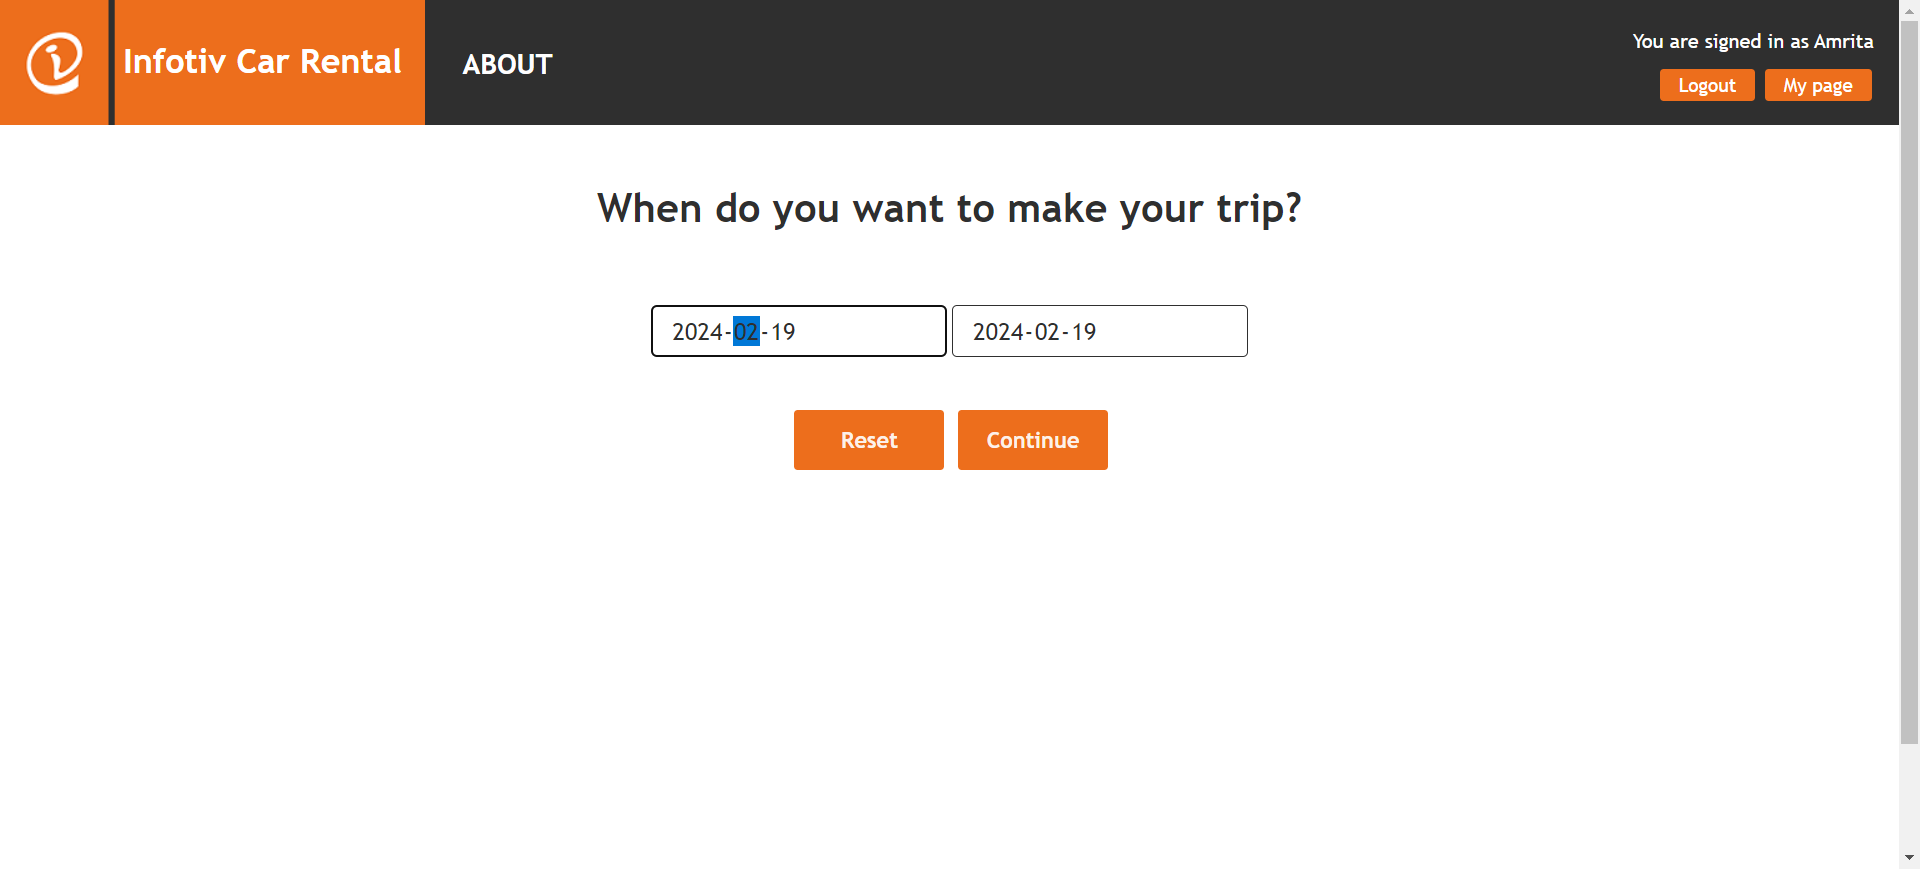 Infotiv Car Rental
ABOUT
You are signed in as Amrita
Logout My page
When do you want to make your trip?
2024-02-19 2024-02-19
Reset Continue